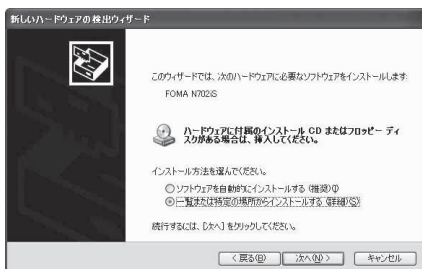 新しいハードウェアの検出ウィザード
このウィザードでは、次のハードウェアに必要なソフトウェアをインストールします:
FOMA N702iS
ハードウェアに付属のインストール CD またはフロッピー ディ
スクがある場合は、挿入してください。
インストール方法を選んでください。
ソフトウェアを自動的にインストールする (推奨)(I)
一覧または特定の場所からインストールする (詳細)(S)
続行するには、[次へ] をクリックしてください。
< 戻る(B) 次へ(N) > キャンセル